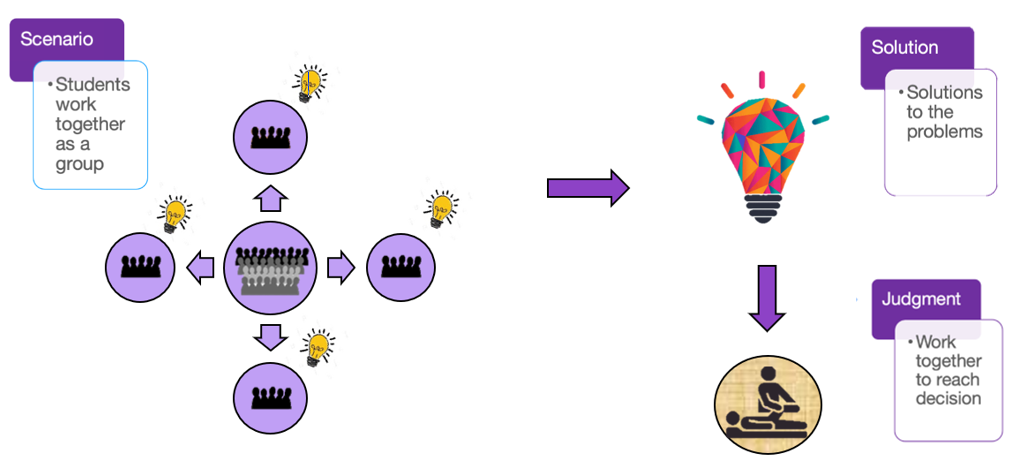 Scenario
•Students
work
together
as a
group
Solution
•Solutions
to the
problems
Judgment
•Work
together
to reach
decision